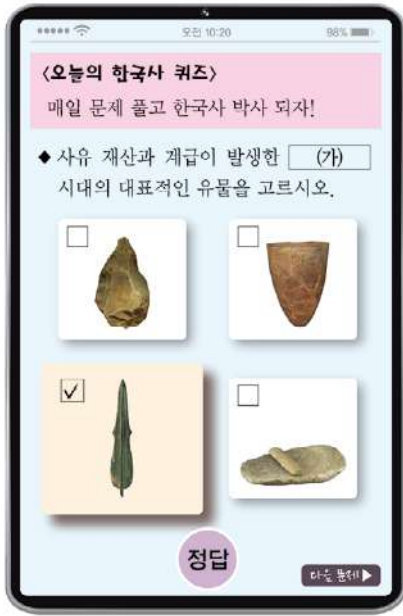 오전 10:20
98%
<오늘의 한국사 퀴즈>
매일 문제 풀고 한국사 박사 되자!
◆ 사유 재산과 계급이 발생한 (가)
시대의 대표적인 유물을 고르시오.
정답
다음 문제 ▶